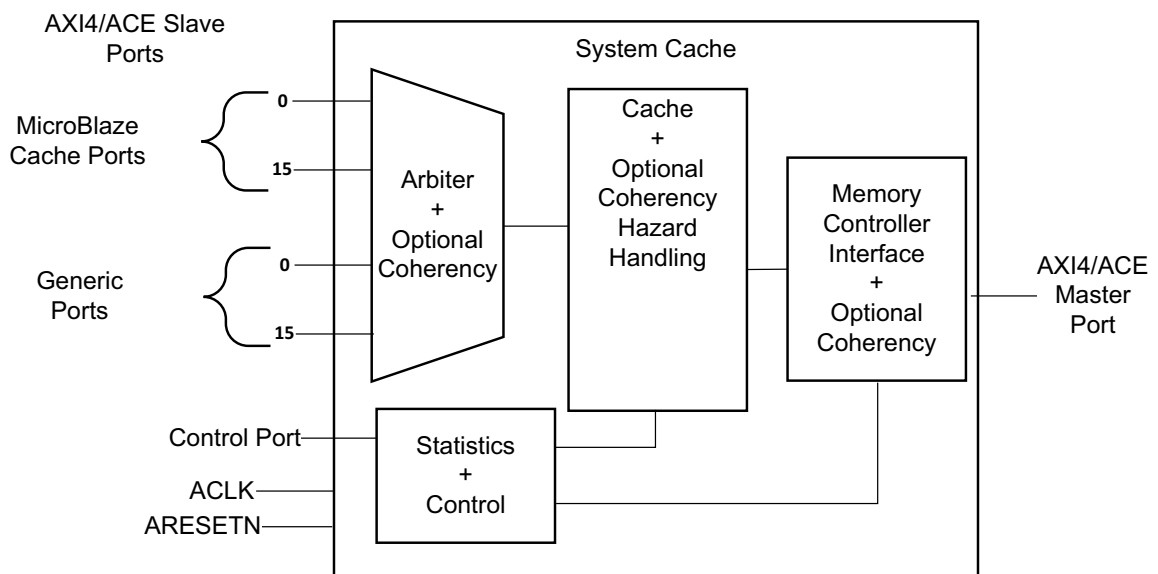 AXI4/ACE Slave
Ports
System Cache
MicroBlaze
Cache Ports
0
15
Generic
Ports
0
15
Arbiter
+
Optional
Coherency
Cache
+
Optional
Coherency
Hazard
Handling
Memory
Controller
Interface
+
Optional
Coherency
AXI4/ACE
Master
Port
Control Port
Statistics
+
Control
ACLK
ARESETN